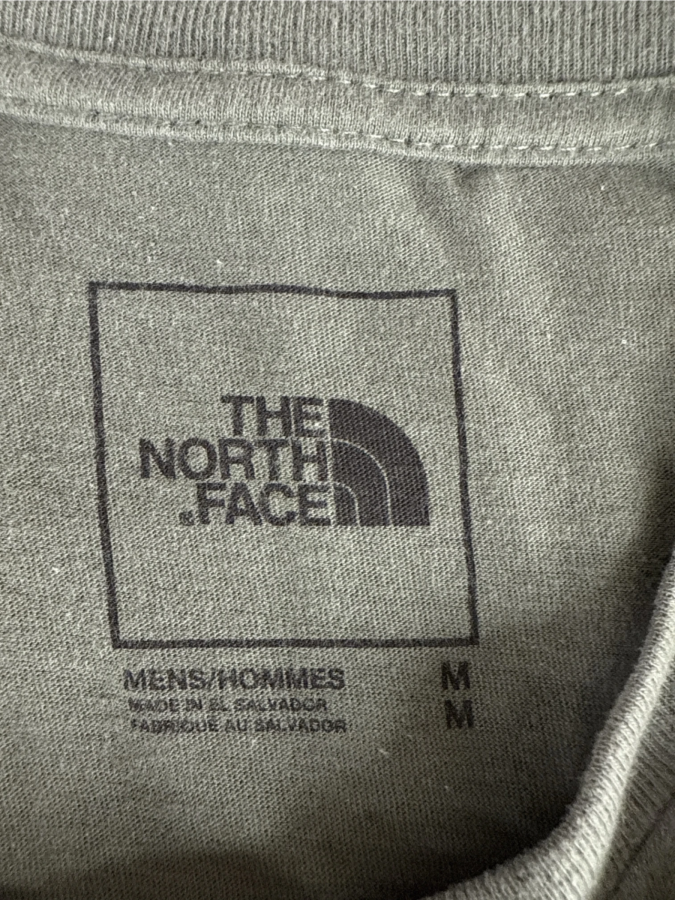 THE
NORTH
®FACE
MENS/HOMMES M
MADE IN EL SALVADOR M
FABRIQUE AU SALVADOR